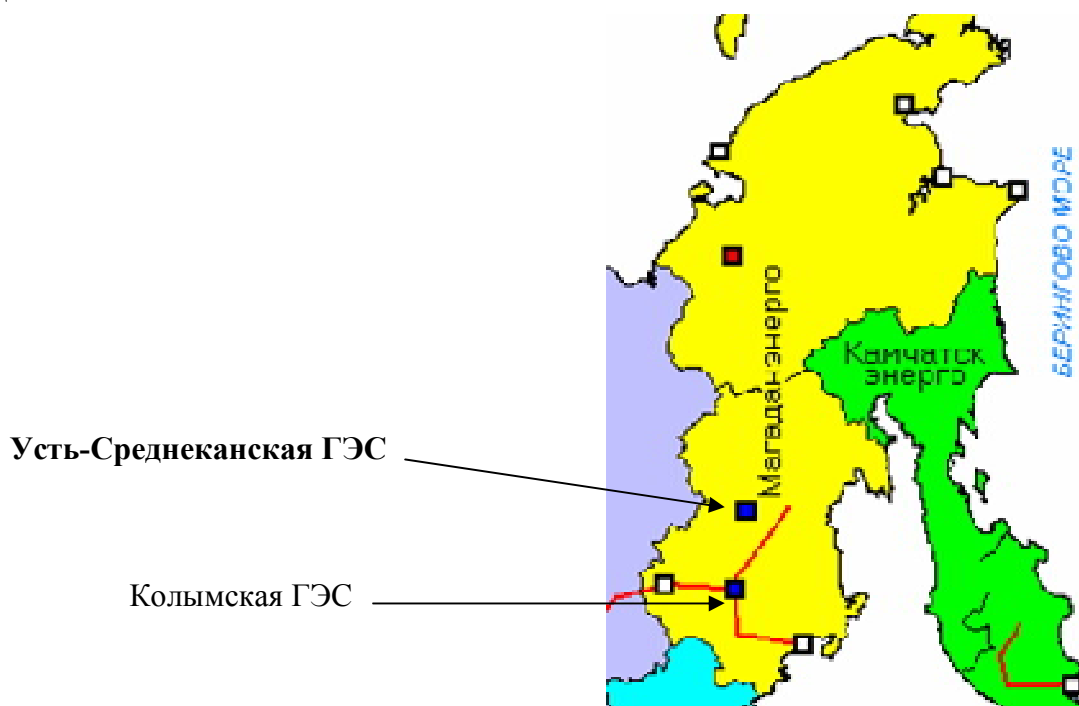 БЕРИНГОВО МОРЕ
Магадан энерго
Камчатск
энерго
Усть-Среднеканская ГЭС
Колымская ГЭС